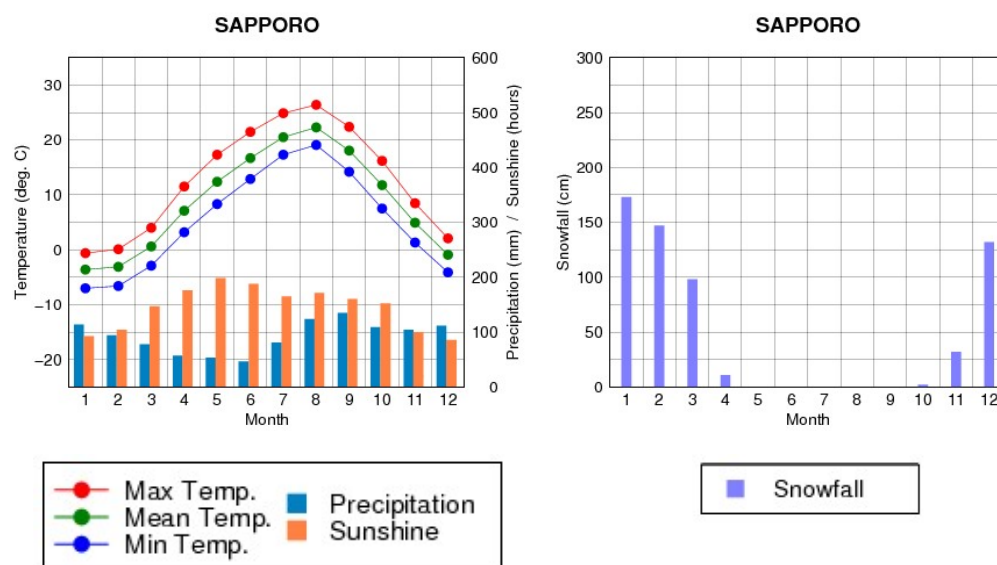 SAPPORO
30
20
10
0
−10
−20
Temperature (deg. C)
600
500
400
300
200
100
0
Precipitation (mm) / Sunshine (hours)
1 2 3 4 5 6 7 8 9 10 11 12
Month
Max Temp.
Mean Temp.
Min Temp.
Precipitation
Sunshine
SAPPORO
300
250
200
150
100
50
0
Snowfall (cm)
1 2 3 4 5 6 7 8 9 10 11 12
Month
Snowfall